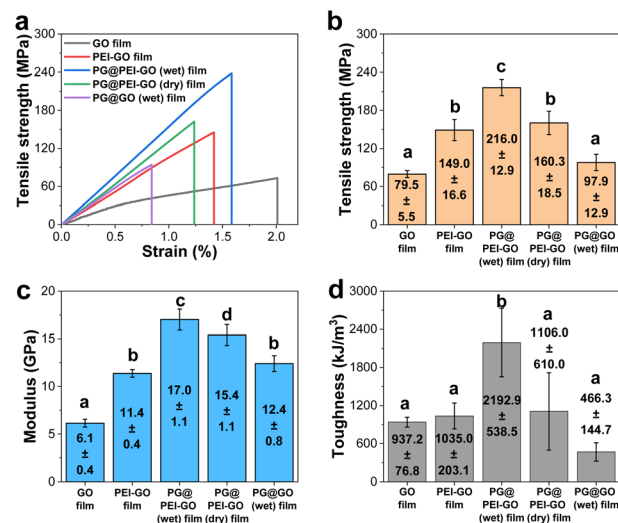 a
Tensile strength (MPa)
300
240
180
120
60
0
GO film
PEI-GO film
PG@PEI-GO (wet) film
PG@PEI-GO (dry) film
PG@GO (wet) film
0.0 0.5 1.0 1.5 2.0
Strain (%)
b
Tensile strength (MPa)
300
240
180
120
60
0
a
b
c
b
a
79.5
±
5.5
149.0
±
16.6
216.0
±
12.9
160.3
±
18.5
97.9
±
12.9
GO
film
PEI-GO
film
PG@
PEI-GO
(wet) film
PG@
PEI-GO
(dry) film
PG@GO
(wet) film
c
Modulus (GPa)
20
15
10
5
0
a
b
c
d
b
6.1
±
0.4
11.4
±
0.4
17.0
±
1.1
15.4
±
1.1
12.4
±
0.8
GO
film
PEI-GO
film
PG@
PEI-GO
(wet) film
PG@
PEI-GO
(dry) film
PG@GO
(wet) film
d
Toughness (kJ/m³)
3000
2400
1800
1200
600
0
a
a
b
a
a
937.2
±
76.8
1035.0
±
203.1
2192.9
±
538.5
1106.0
±
610.0
466.3
±
144.7
GO
film
PEI-GO
film
PG@
PEI-GO
(wet) film
PG@
PEI-GO
(dry) film
PG@GO
(wet) film